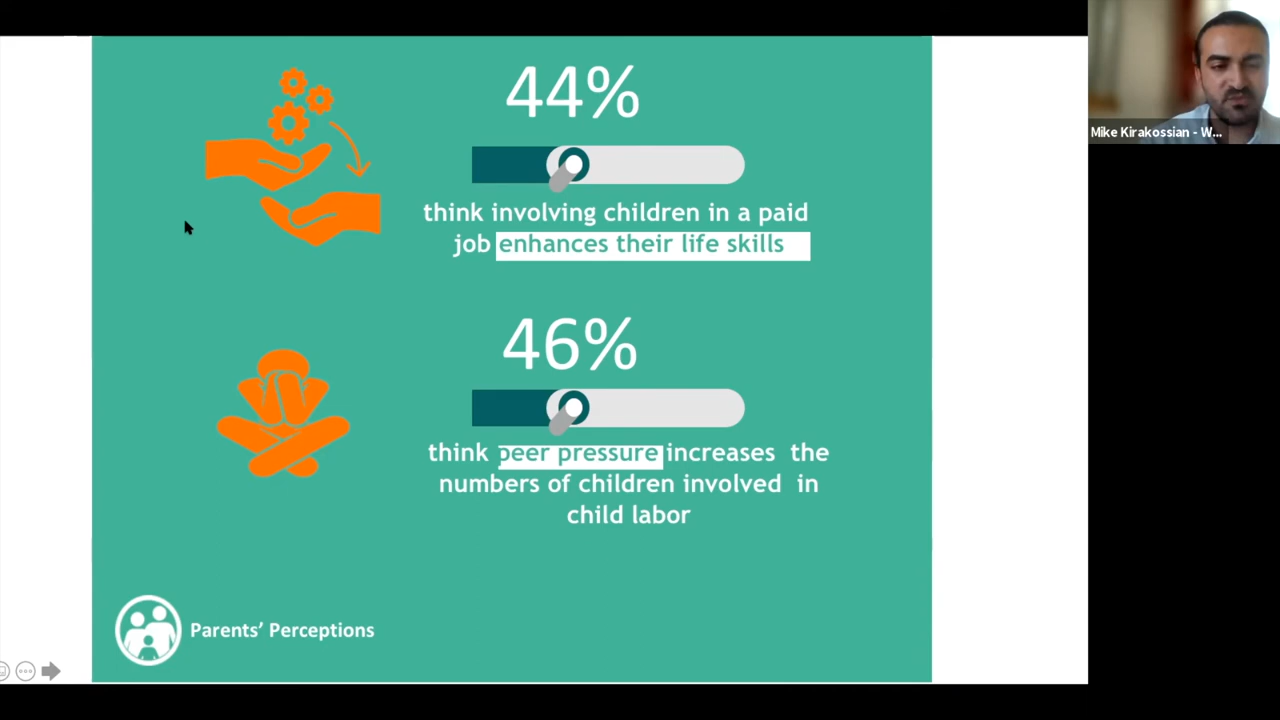 44%
think involving children in a paid
job enhances their life skills
46%
think peer pressure increases the
numbers of children involved in
child labor
Parents’ Perceptions
Mike Kirakossian - W...